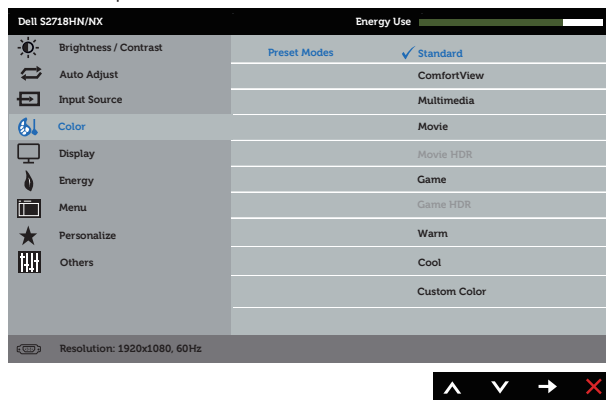 Dell S2718HN/NX Energy Use
Brightness / Contrast
Auto Adjust
Input Source
Color
Display
Energy
Menu
Personalize
Others
Preset Modes
Standard
ComfortView
Multimedia
Movie
Movie HDR
Game
Game HDR
Warm
Cool
Custom Color
Resolution: 1920x1080, 60Hz